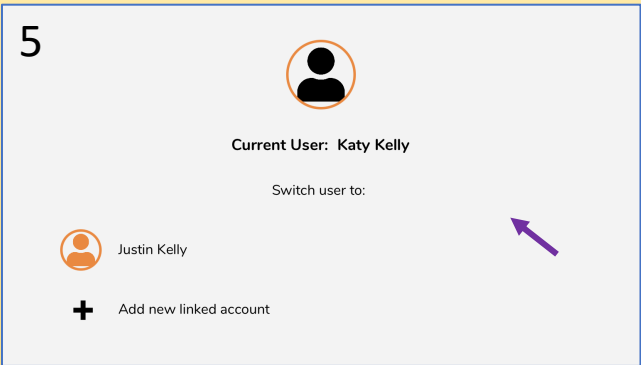 5
Current User: Katy Kelly
Switch user to:
Justin Kelly
Add new linked account